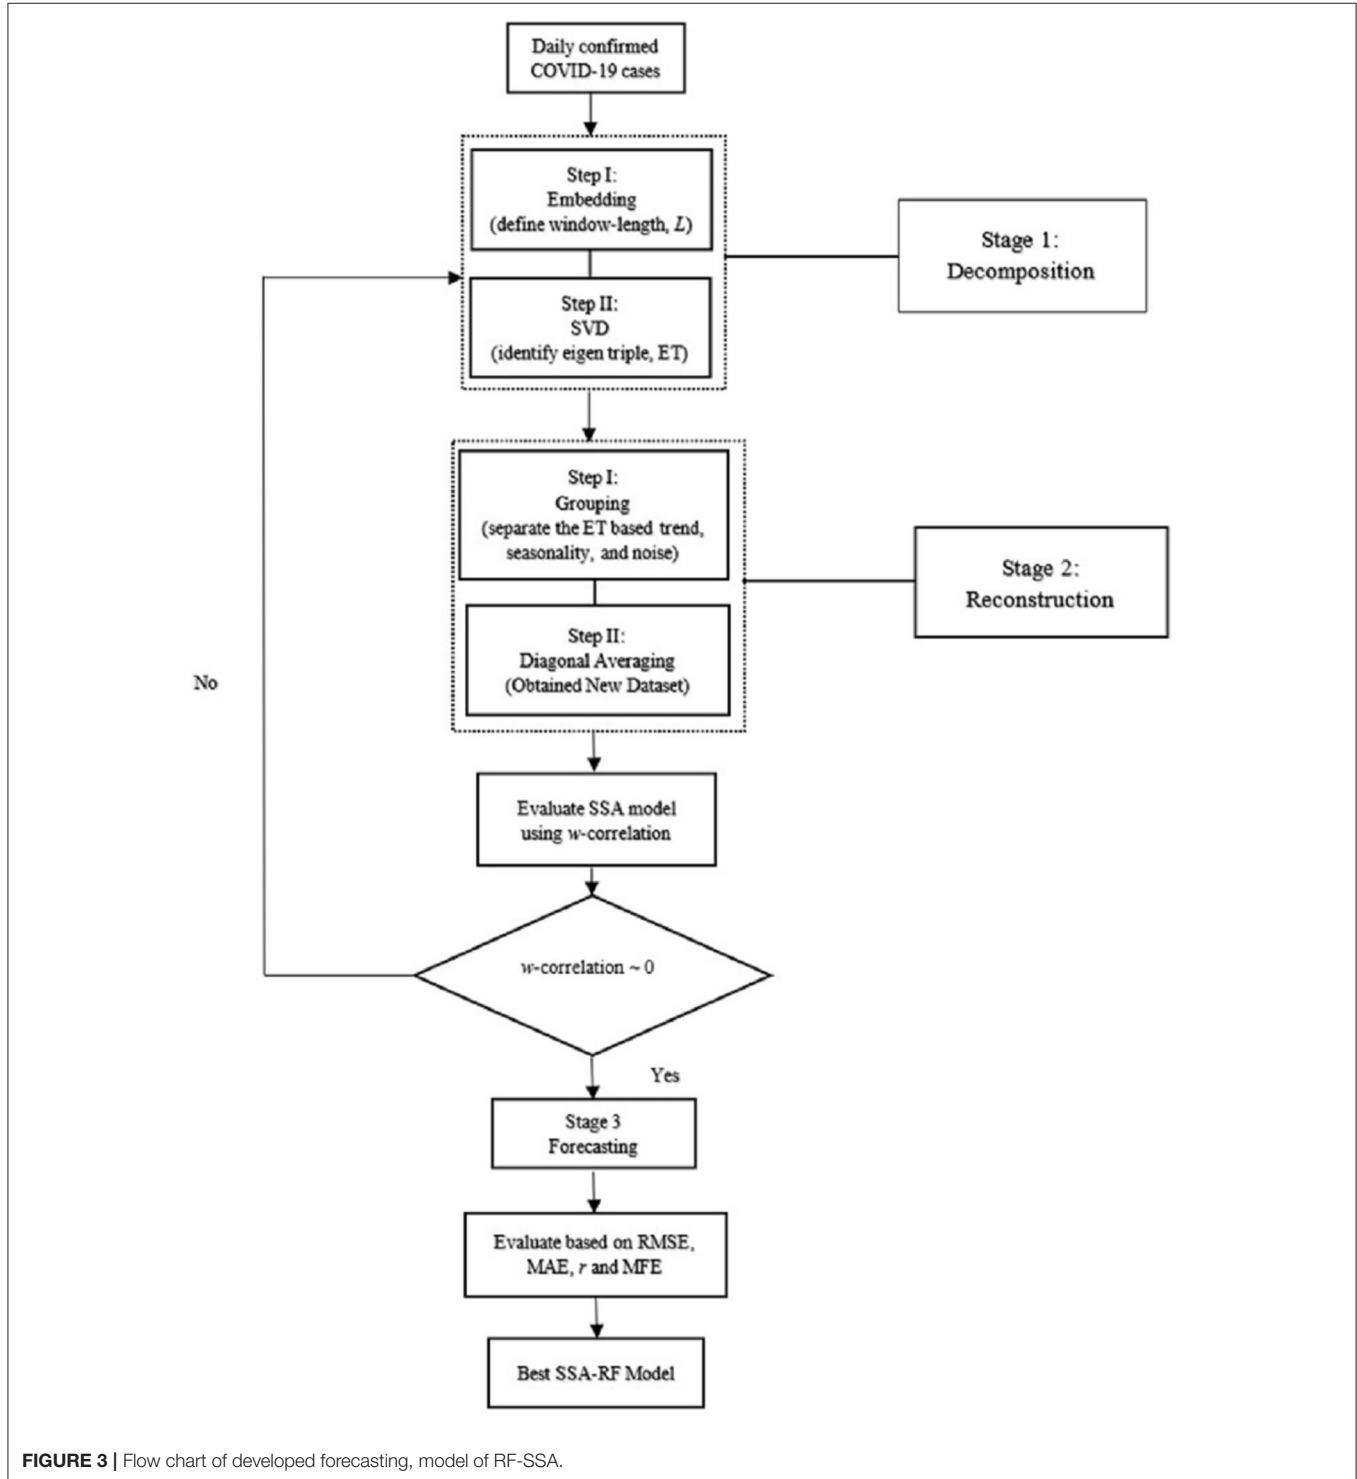 Daily confirmed
COVID-19 cases
Step I:
Embedding
(define window-length, L)
Stage 1:
Decomposition
Step II:
SVD
(identify eigen triple, ET)
Step I:
Grouping
(separate the ET based trend,
seasonality, and noise)
Stage 2:
Reconstruction
Step II:
Diagonal Averaging
(Obtained New Dataset)
No
Evaluate SSA model
using w-correlation
w-correlation ~ 0
Yes
Stage 3
Forecasting
Evaluate based on RMSE,
MAE, r and MFE
Best SSA-RF Model
FIGURE 3 | Flow chart of developed forecasting, model of RF-SSA.